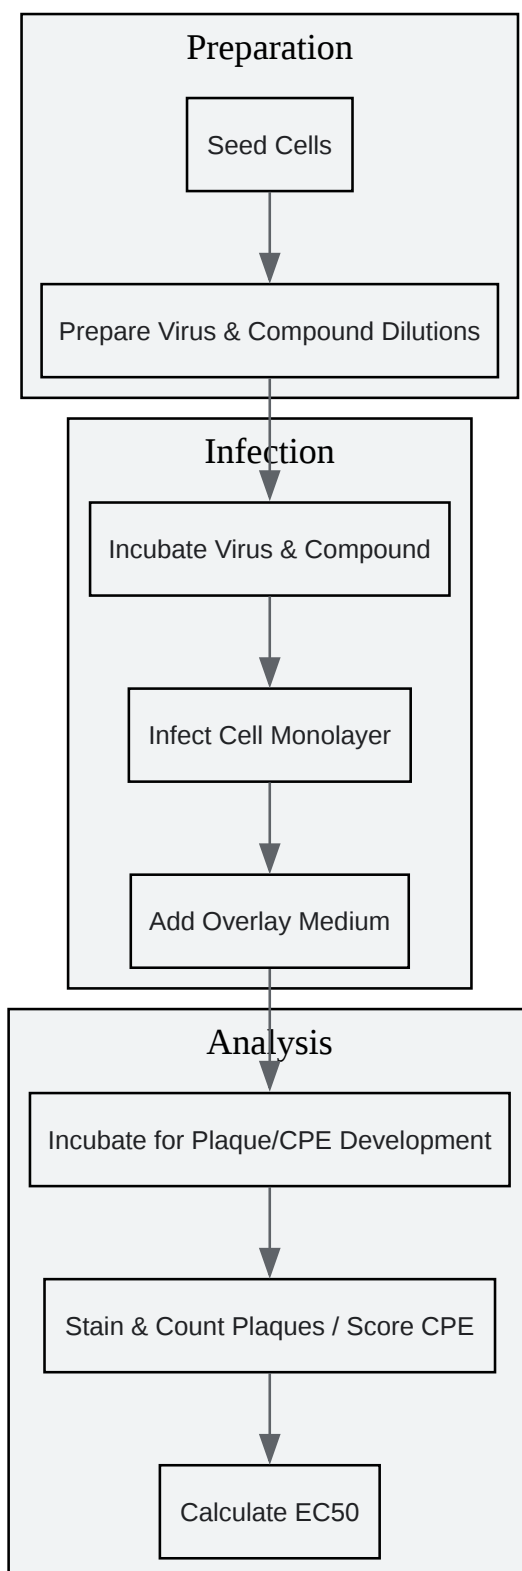 Preparation
Seed Cells
Prepare Virus & Compound Dilutions
Infection
Incubate Virus & Compound
Infect Cell Monolayer
Add Overlay Medium
Analysis
Incubate for Plaque/CPE Development
Stain & Count Plaques / Score CPE
Calculate EC50